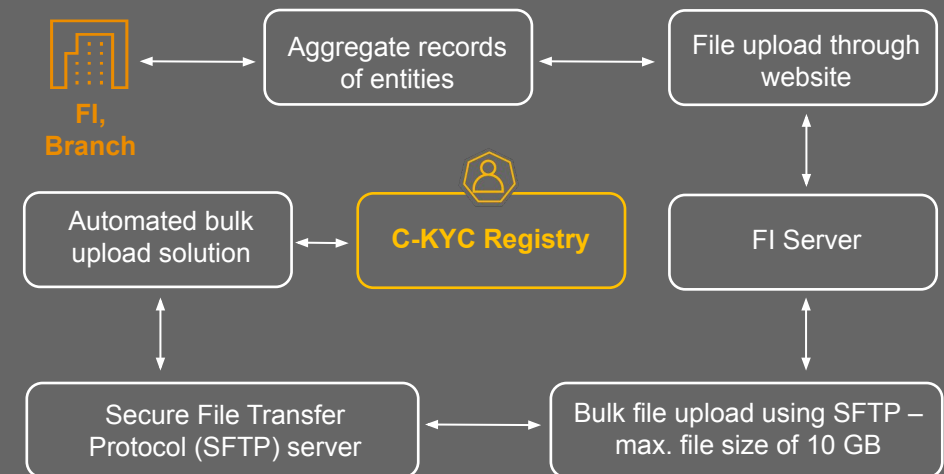 FI,
Branch
Aggregate records
of entities
File upload through
website
Automated bulk
upload solution
C-KYC Registry
FI Server
Secure File Transfer
Protocol (SFTP) server
Bulk file upload using SFTP –
max. file size of 10 GB